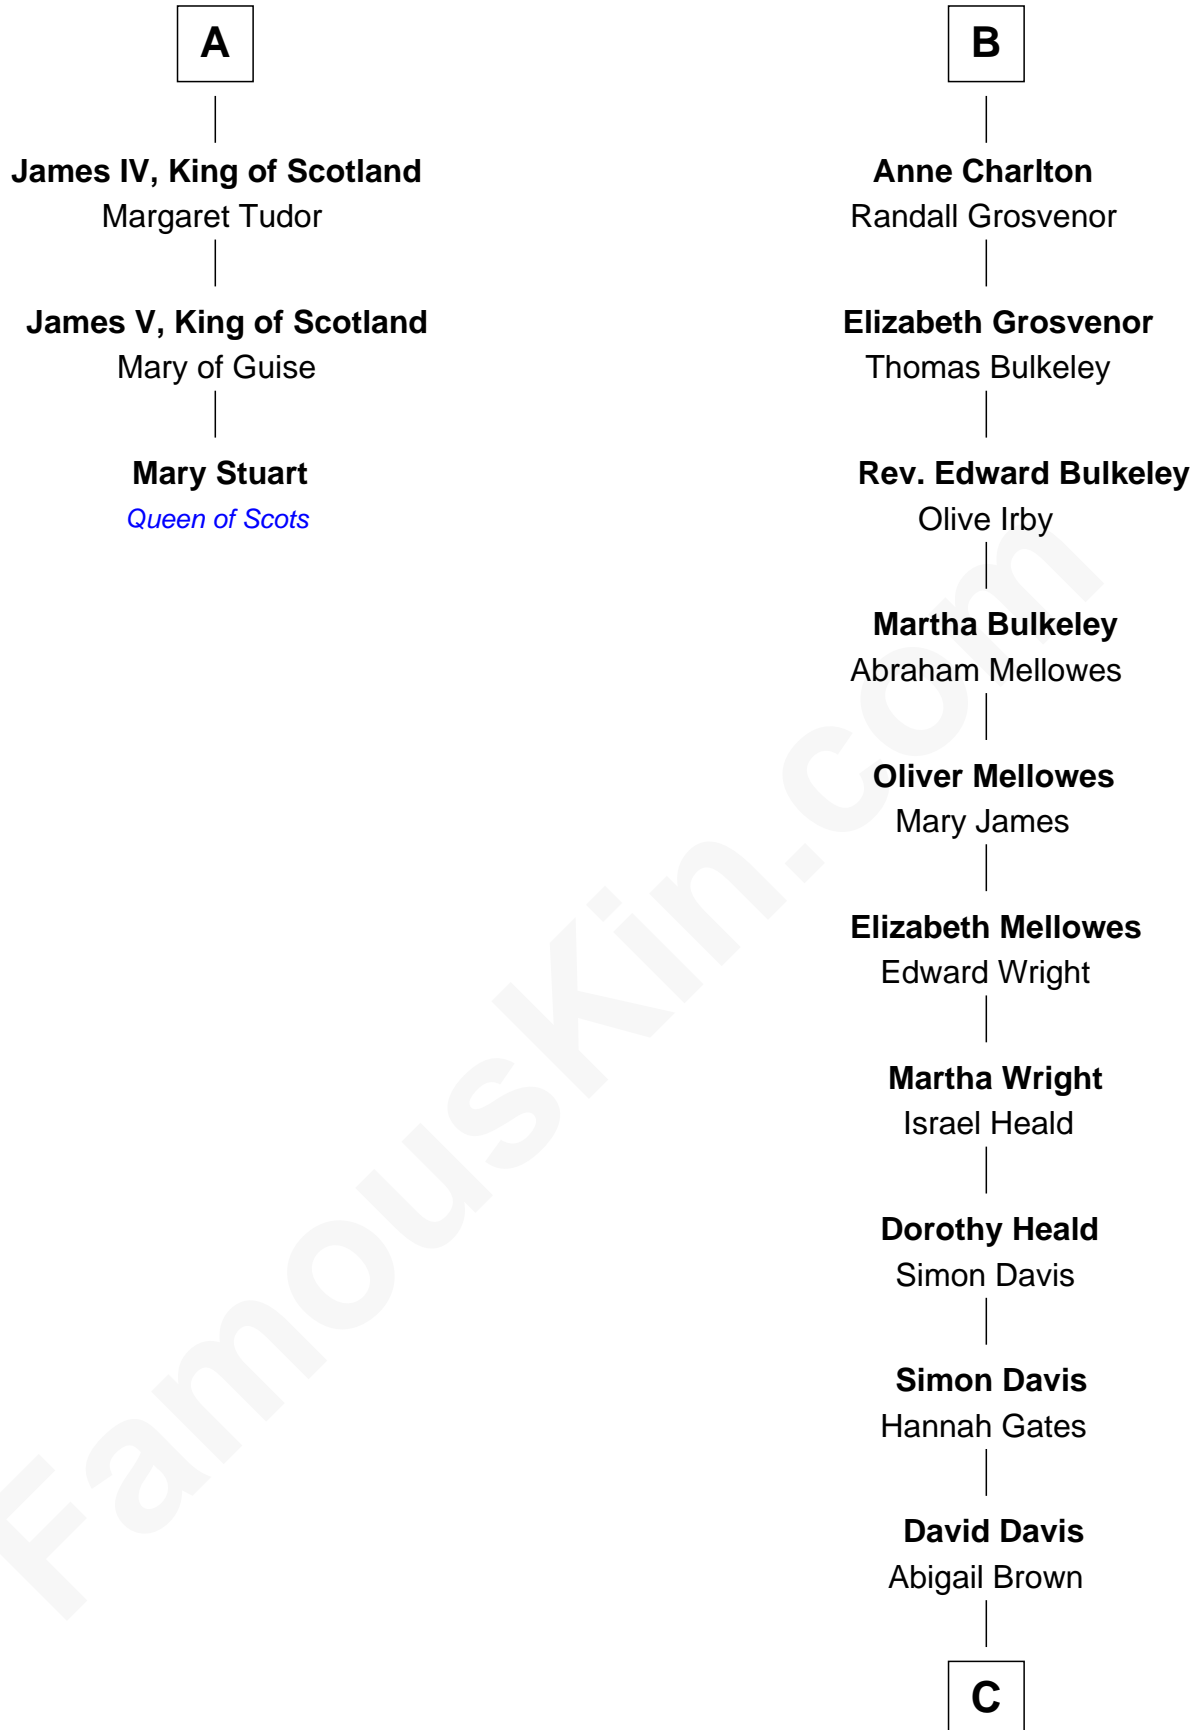 A
James IV, King of Scotland
Margaret Tudor
James V, King of Scotland
Mary of Guise
Mary Stuart
Queen of Scots
B
Anne Charlton
Randall Grosvenor
Elizabeth Grosvenor
Thomas Bulkeley
Rev. Edward Bulkeley
Olive Irby
Martha Bulkeley
Abraham Mellowes
Oliver Mellowes
Mary James
Elizabeth Mellowes
Edward Wright
Martha Wright
Israel Heald
Dorothy Heald
Simon Davis
Simon Davis
Hannah Gates
David Davis
Abigail Brown
C
FamousKin.com